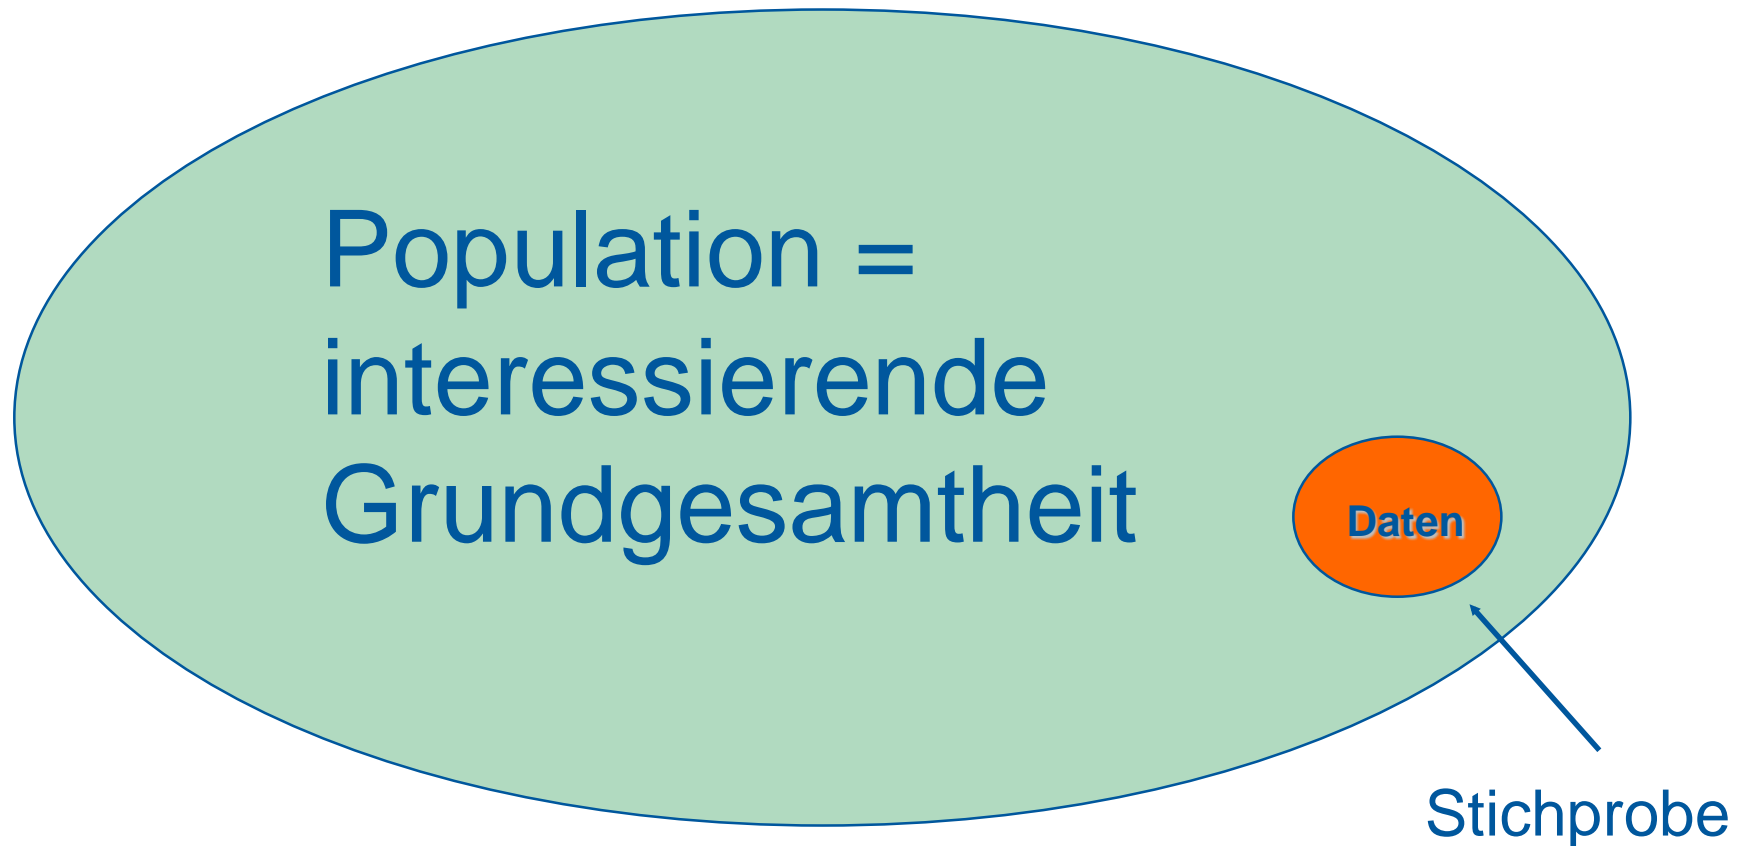 Population =
interessierende
Grundgesamtheit
Daten
Stichprobe